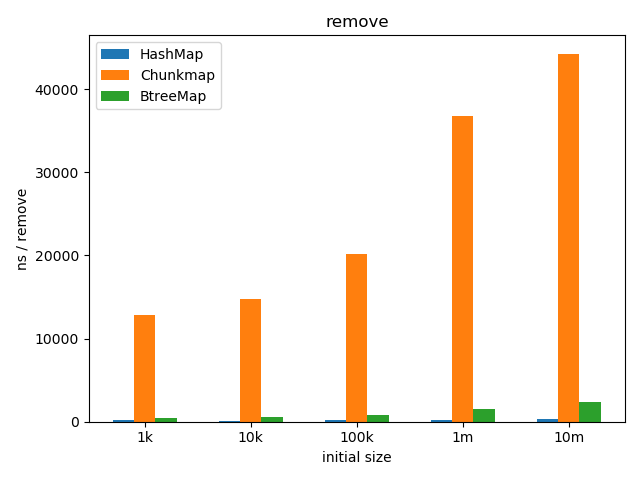 remove
HashMap
Chunkmap
BtreeMap
ns / remove
40000
30000
20000
10000
0
1k
10k
100k
1m
10m
initial size